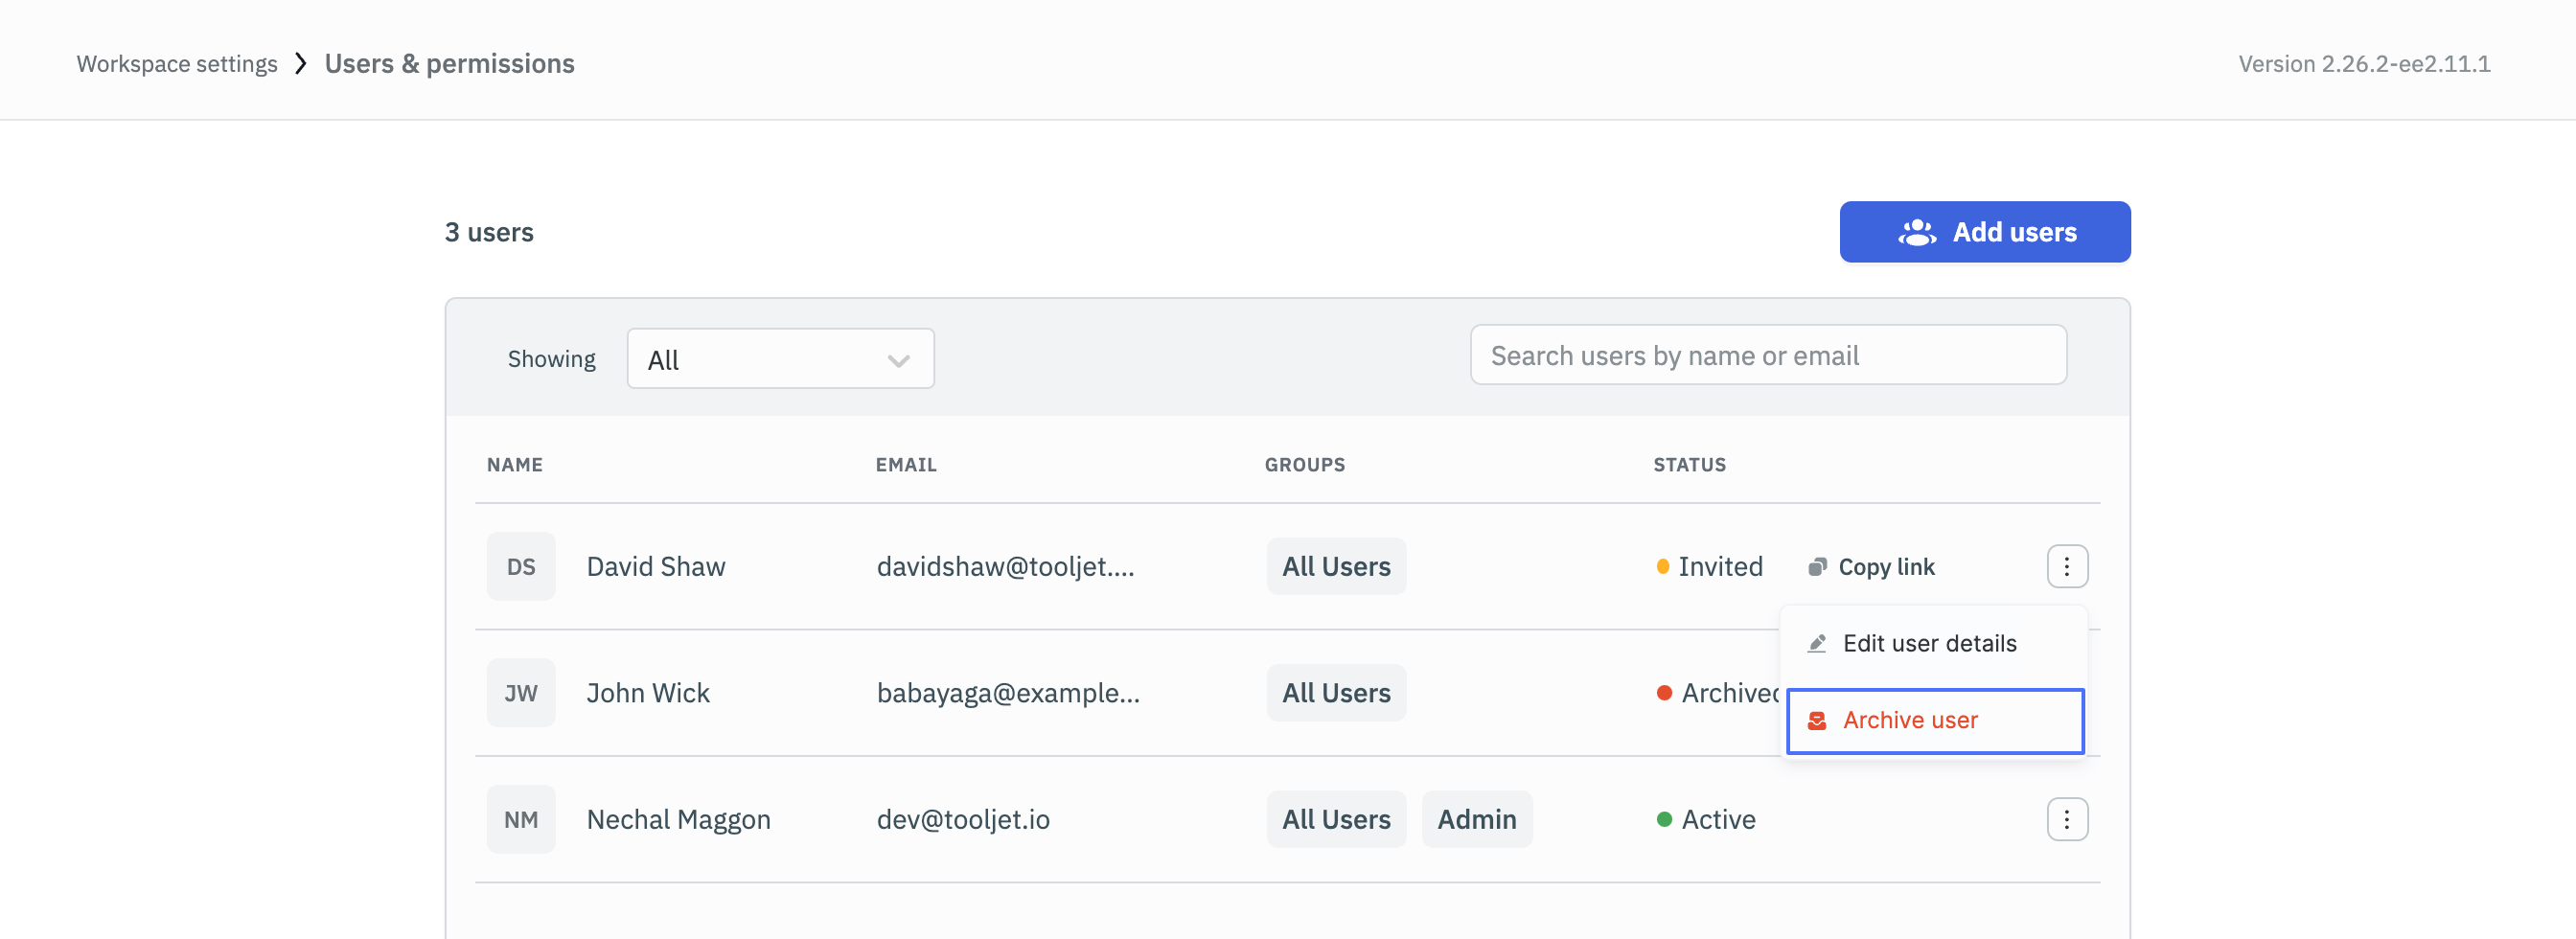 Workspace settings Users & permissions Version 2.26.2-ee2.11.1
3 users Add users
Showing All Search users by name or email
NAME EMAIL GROUPS STATUS
DS David Shaw davidshaw@tooljet.... All Users Invited Copy link
Edit user details
JW John Wick babayaga@example... All Users Archived
Archive user
NM Nechal Maggon dev@tooljet.io All Users Admin Active